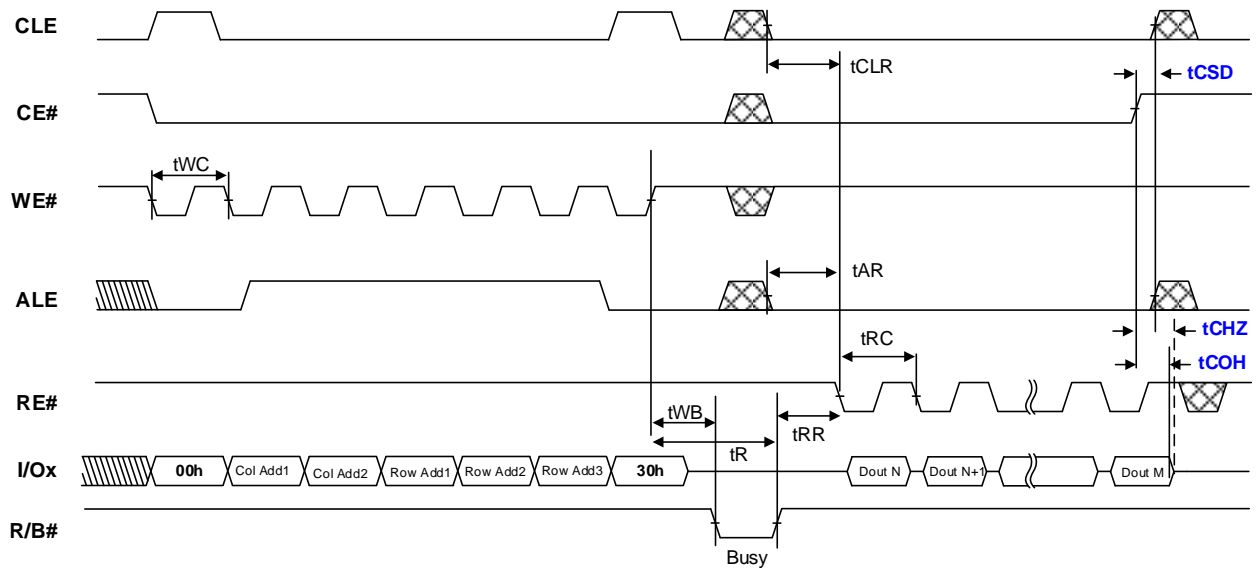 CLE
tCLR
tCSD
CE#
tWC
WE#
tAR
ALE
tCHZ
tRC
tCOH
RE#
tWB
tRR
tR
I/Ox
00h Col Add1 Col Add2 Row Add1 Row Add2 Row Add3 30h Dout N Dout N+1 Dout M
R/B#
Busy